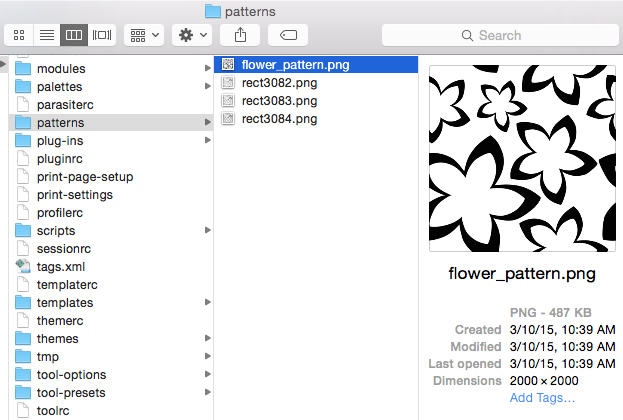 patterns
Search
modules
palettes
parasiterc
patterns
plug-ins
pluginrc
print-page-setup
print-settings
profilerc
scripts
sessionrc
tags.xml
templaterc
templates
themerc
themes
tmp
tool-options
tool-presets
toolrc
flower_pattern.png
rect3082.png
rect3083.png
rect3084.png
flower_pattern.png
PNG - 487 KB
Created 3/10/15, 10:39 AM
Modified 3/10/15, 10:39 AM
Last opened 3/10/15, 10:39 AM
Dimensions 2000 × 2000
Add Tags...